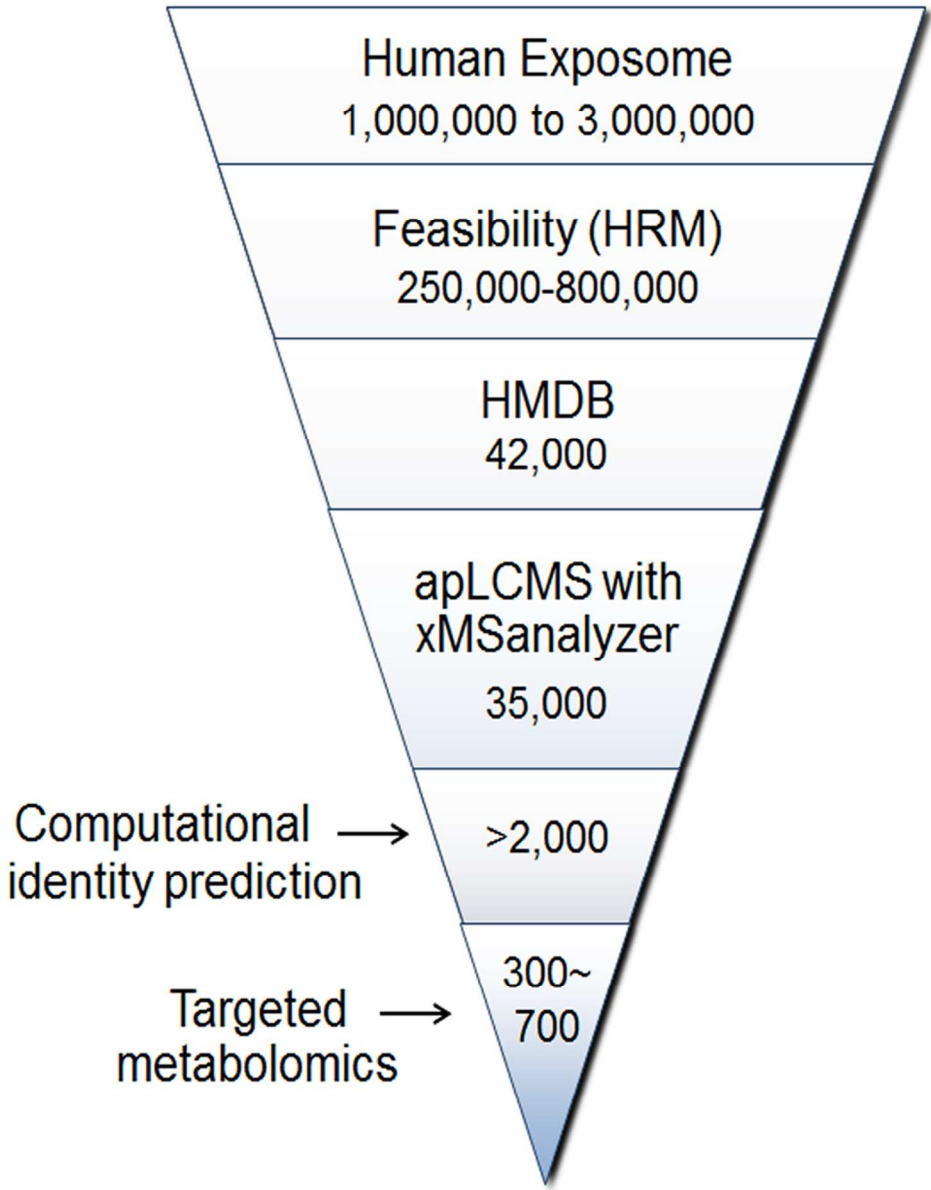 Human Exposome
1,000,000 to 3,000,000
Feasibility (HRM)
250,000-800,000
HMDB
42,000
apLCMS with
xMSanalyzer
35,000
Computational
identity prediction
>2,000
Targeted
metabolomics
300~
700